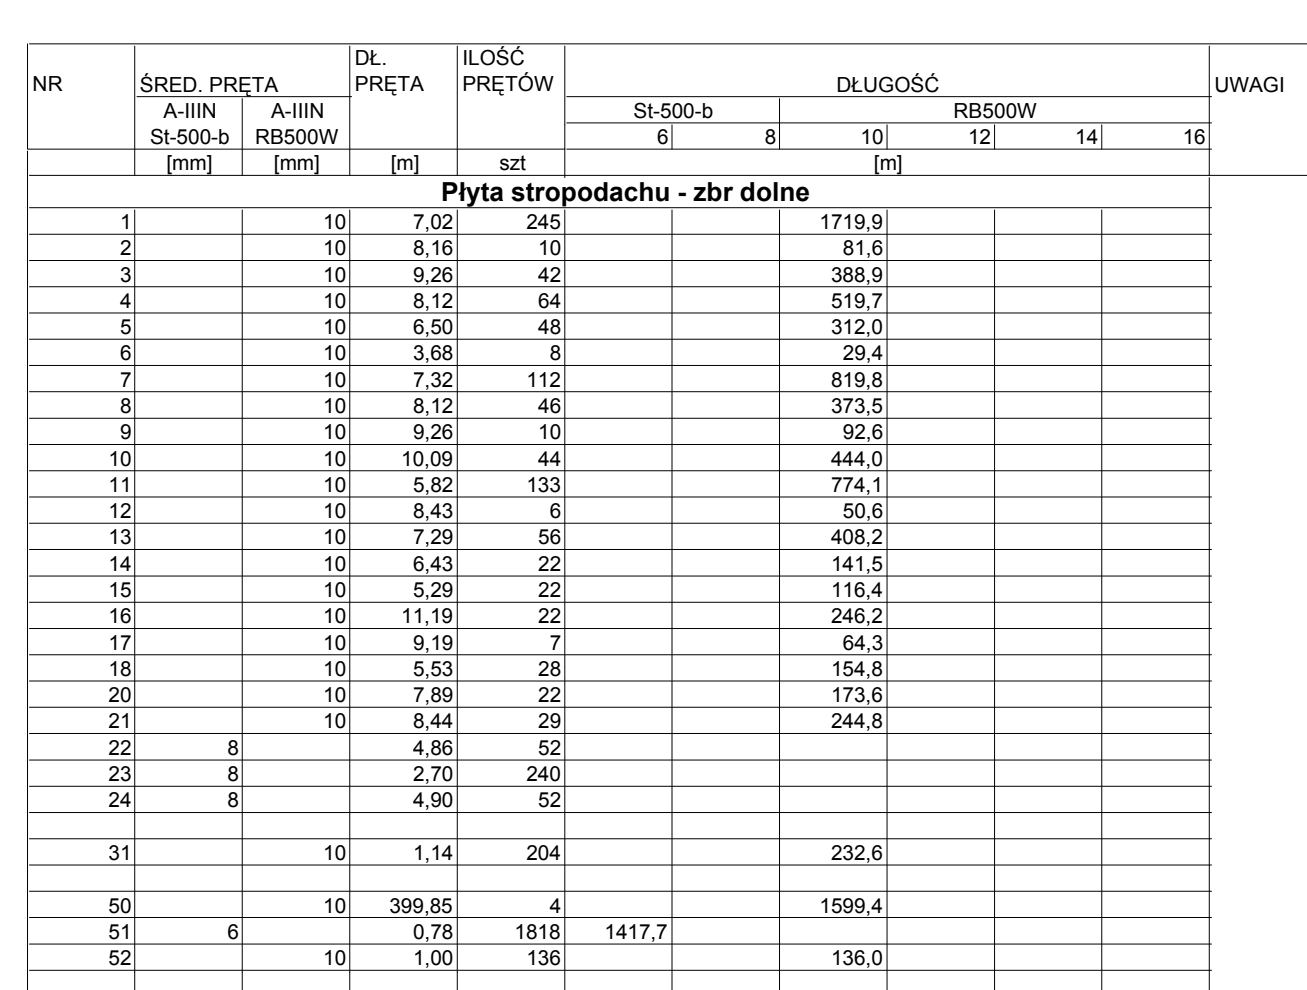 NR ŚRED. PRĘTA DŁ. PRĘTA ILOŚĆ PRĘTÓW DŁUGOŚĆ UWAGI
A-IIIN St-500-b A-IIIN RB500W St-500-b RB500W
6 8 10 12 14 16
[mm] [mm] [m] szt [m]
Płyta stropodachu - zbr dolne
1 10 7,02 245 1719,9
2 10 8,16 10 81,6
3 10 9,26 42 388,9
4 10 8,12 64 519,7
5 10 6,50 48 312,0
6 10 3,68 8 29,4
7 10 7,32 112 819,8
8 10 8,12 46 373,5
9 10 9,26 10 92,6
10 10 10,09 44 444,0
11 10 5,82 133 774,1
12 10 8,43 6 50,6
13 10 7,29 56 408,2
14 10 6,43 22 141,5
15 10 5,29 22 116,4
16 10 11,19 22 246,2
17 10 9,19 7 64,3
18 10 5,53 28 154,8
20 10 7,89 22 173,6
21 10 8,44 29 244,8
22 8 4,86 52
23 8 2,70 240
24 8 4,90 52
31 10 1,14 204 232,6
50 10 399,85 4 1599,4
51 6 0,78 1818 1417,7
52 10 1,00 136 136,0